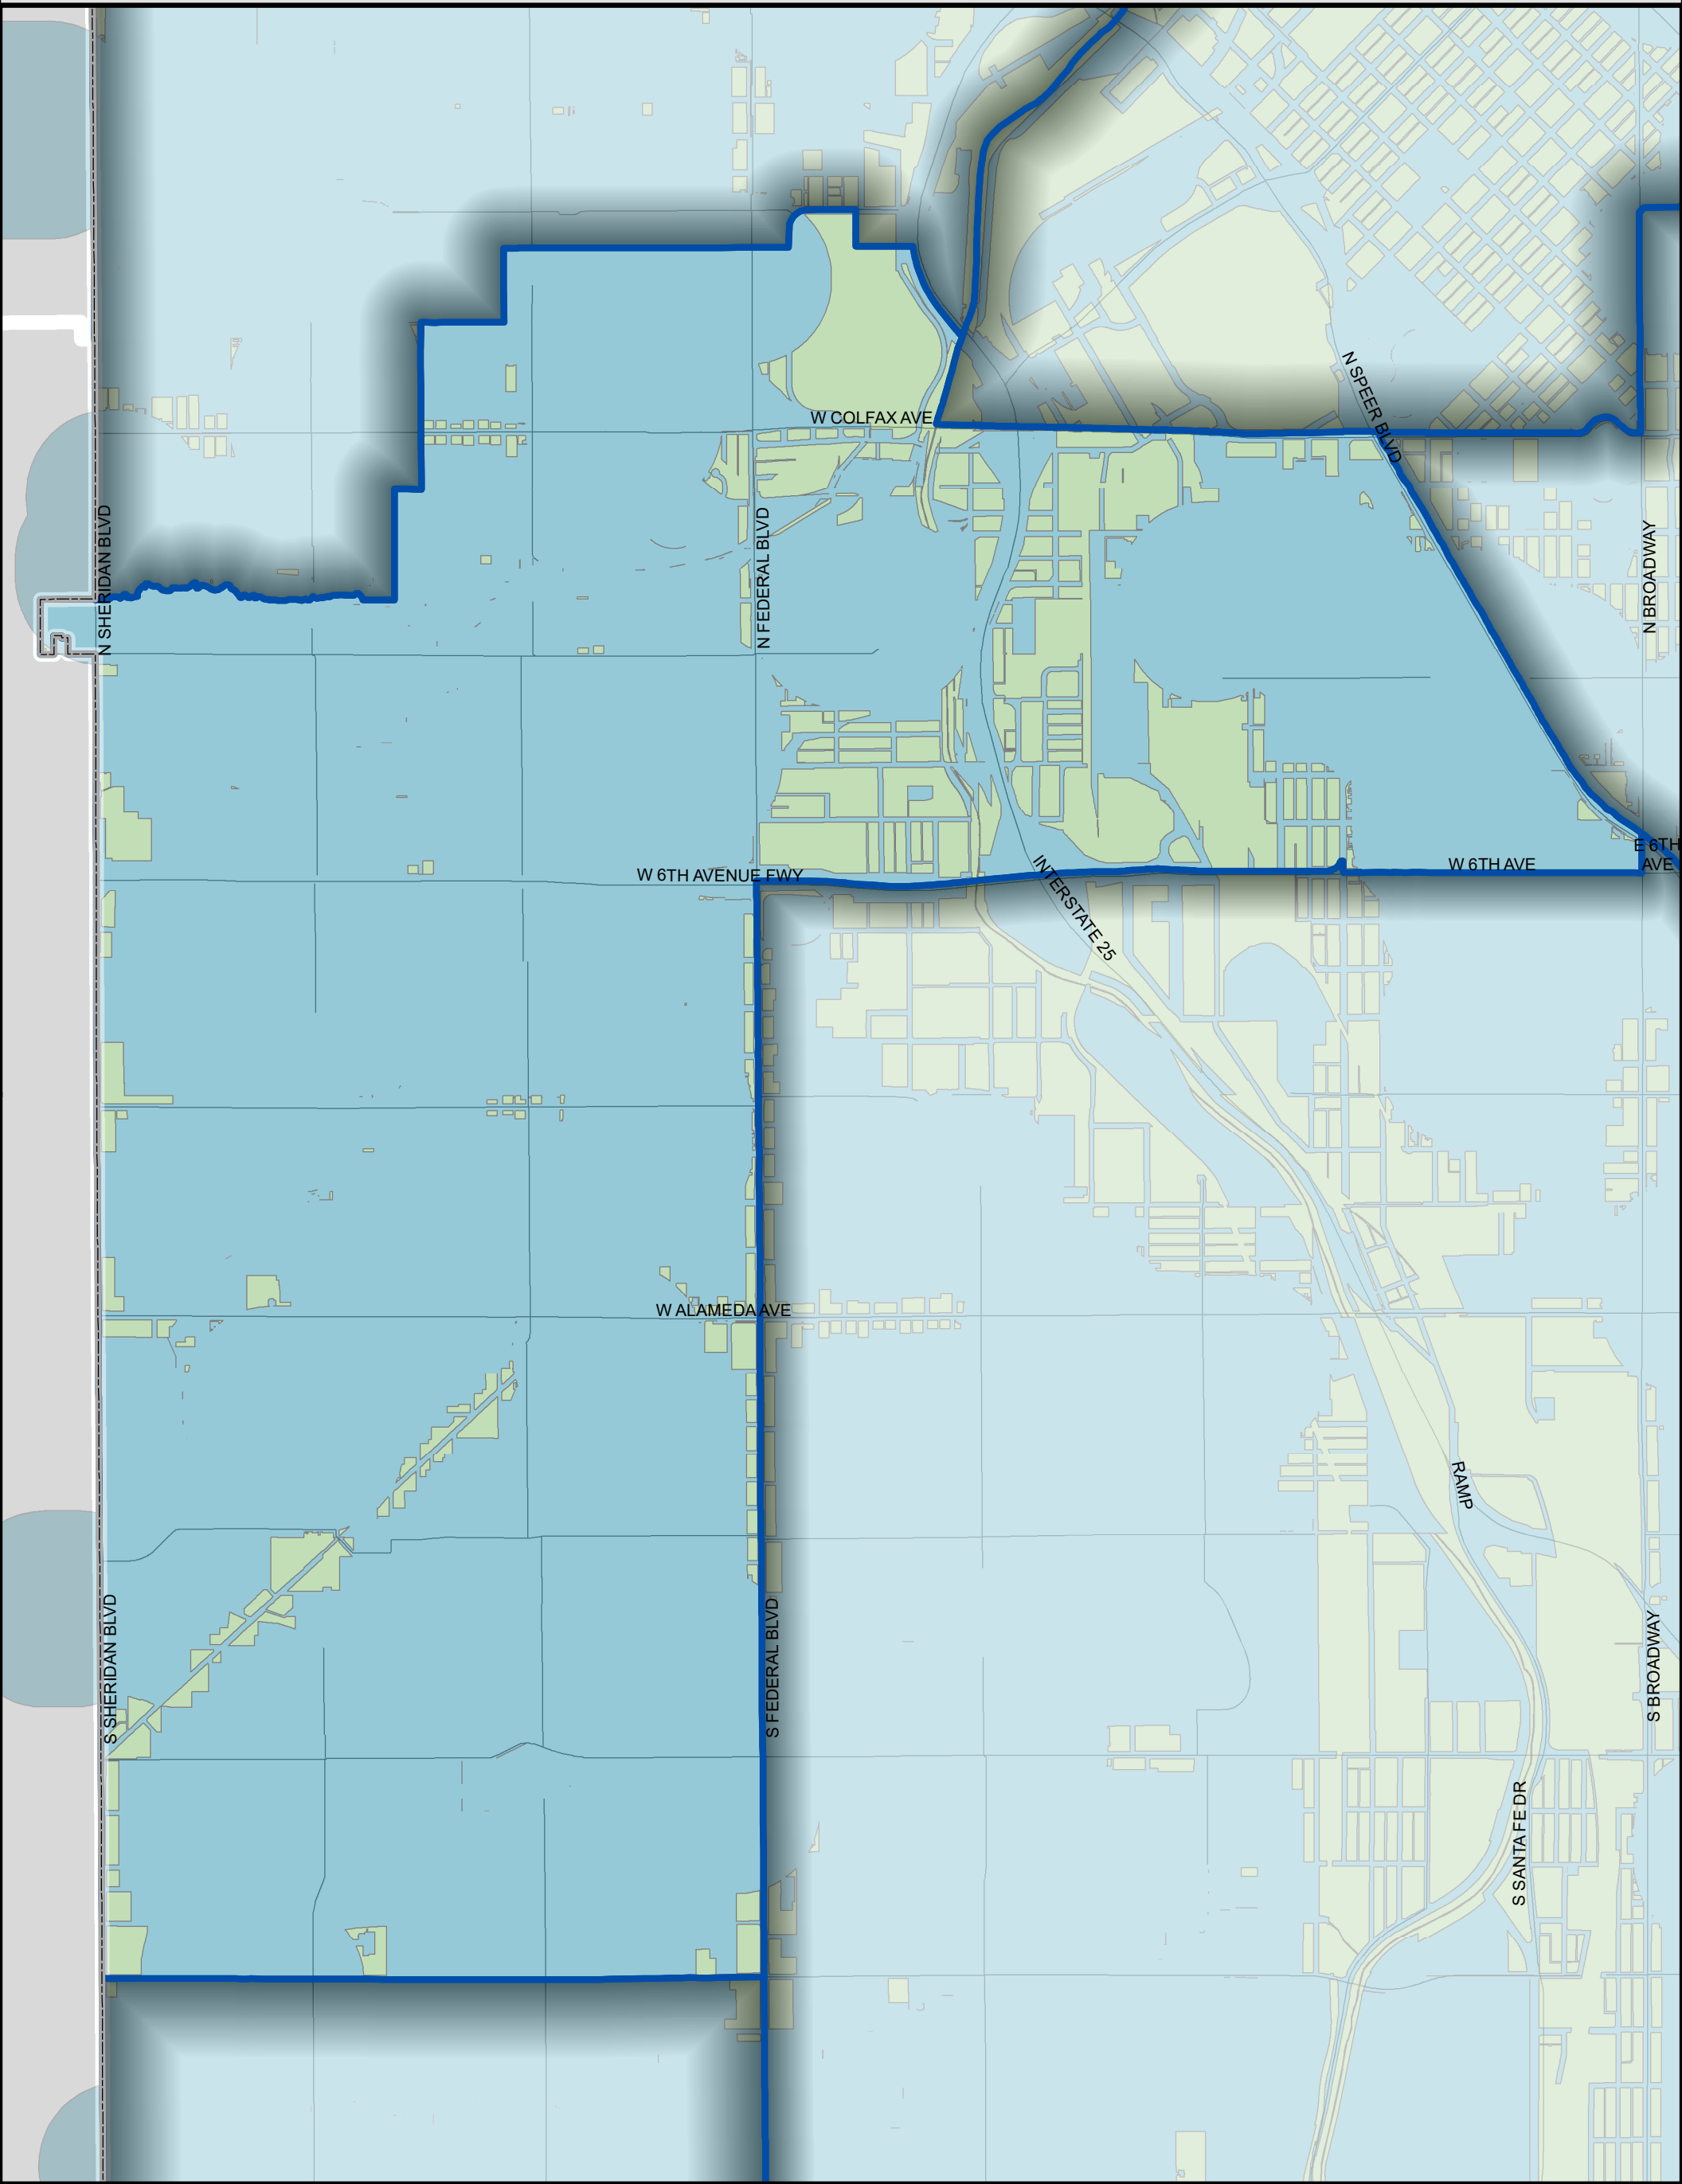 N SPEER BLVD
W COLFAX AVE
N SHERIDAN BLVD
N FEDERAL BLVD
N BROADWAY
E 6TH
AVE
W 6TH AVE
W 6TH AVENUE FWY
INTERSTATE 25
W ALAMEDA AVE
RAMP
S SHERIDAN BLVD
S FEDERAL BLVD
S BROADWAY
S SANTA FE DR